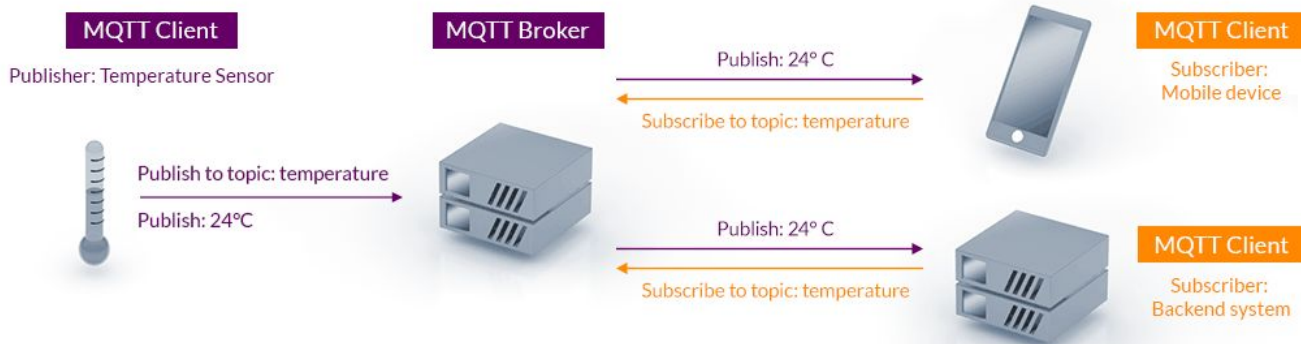 MQTT Client
Publisher: Temperature Sensor
Publish to topic: temperature
Publish: 24°C
MQTT Broker
Publish: 24° C
Subscribe to topic: temperature
MQTT Client
Subscriber:
Mobile device
Publish: 24° C
Subscribe to topic: temperature
MQTT Client
Subscriber:
Backend system